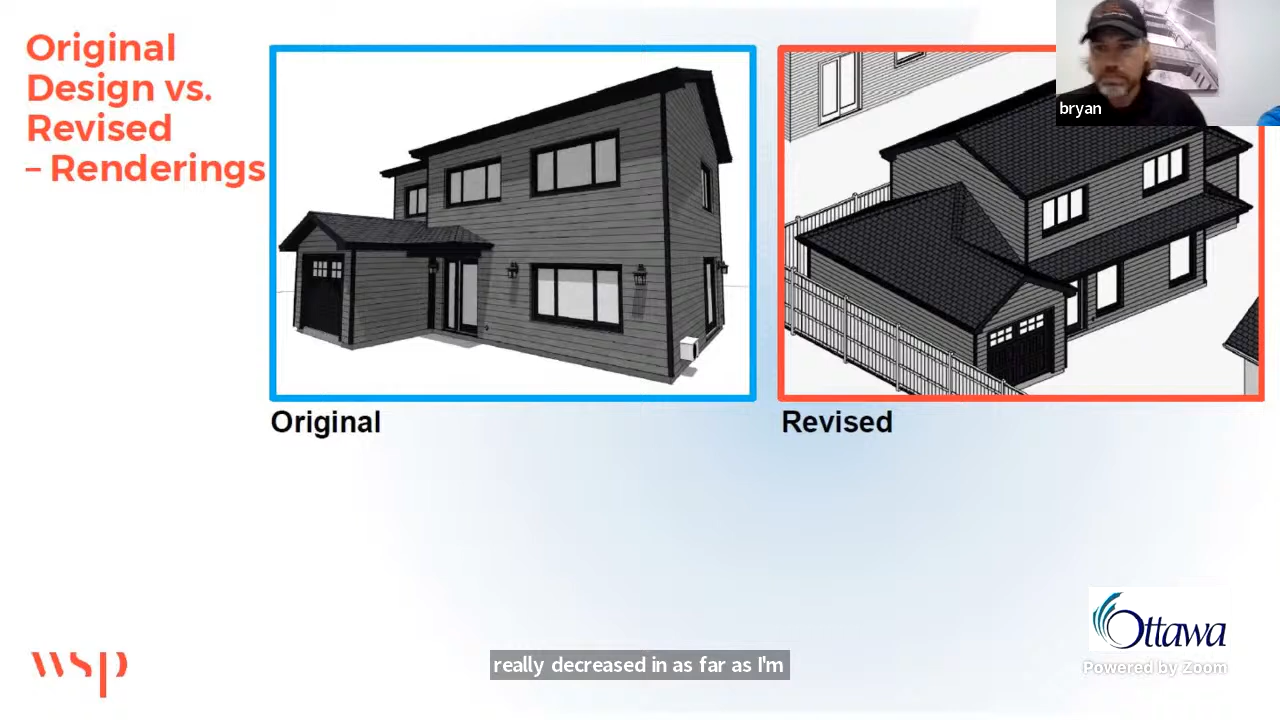 Original
Design vs.
Revised
– Renderings
bryan
Original
Revised
wsp
Ottawa
Powered by Zoom
really decreased in as far as I'm